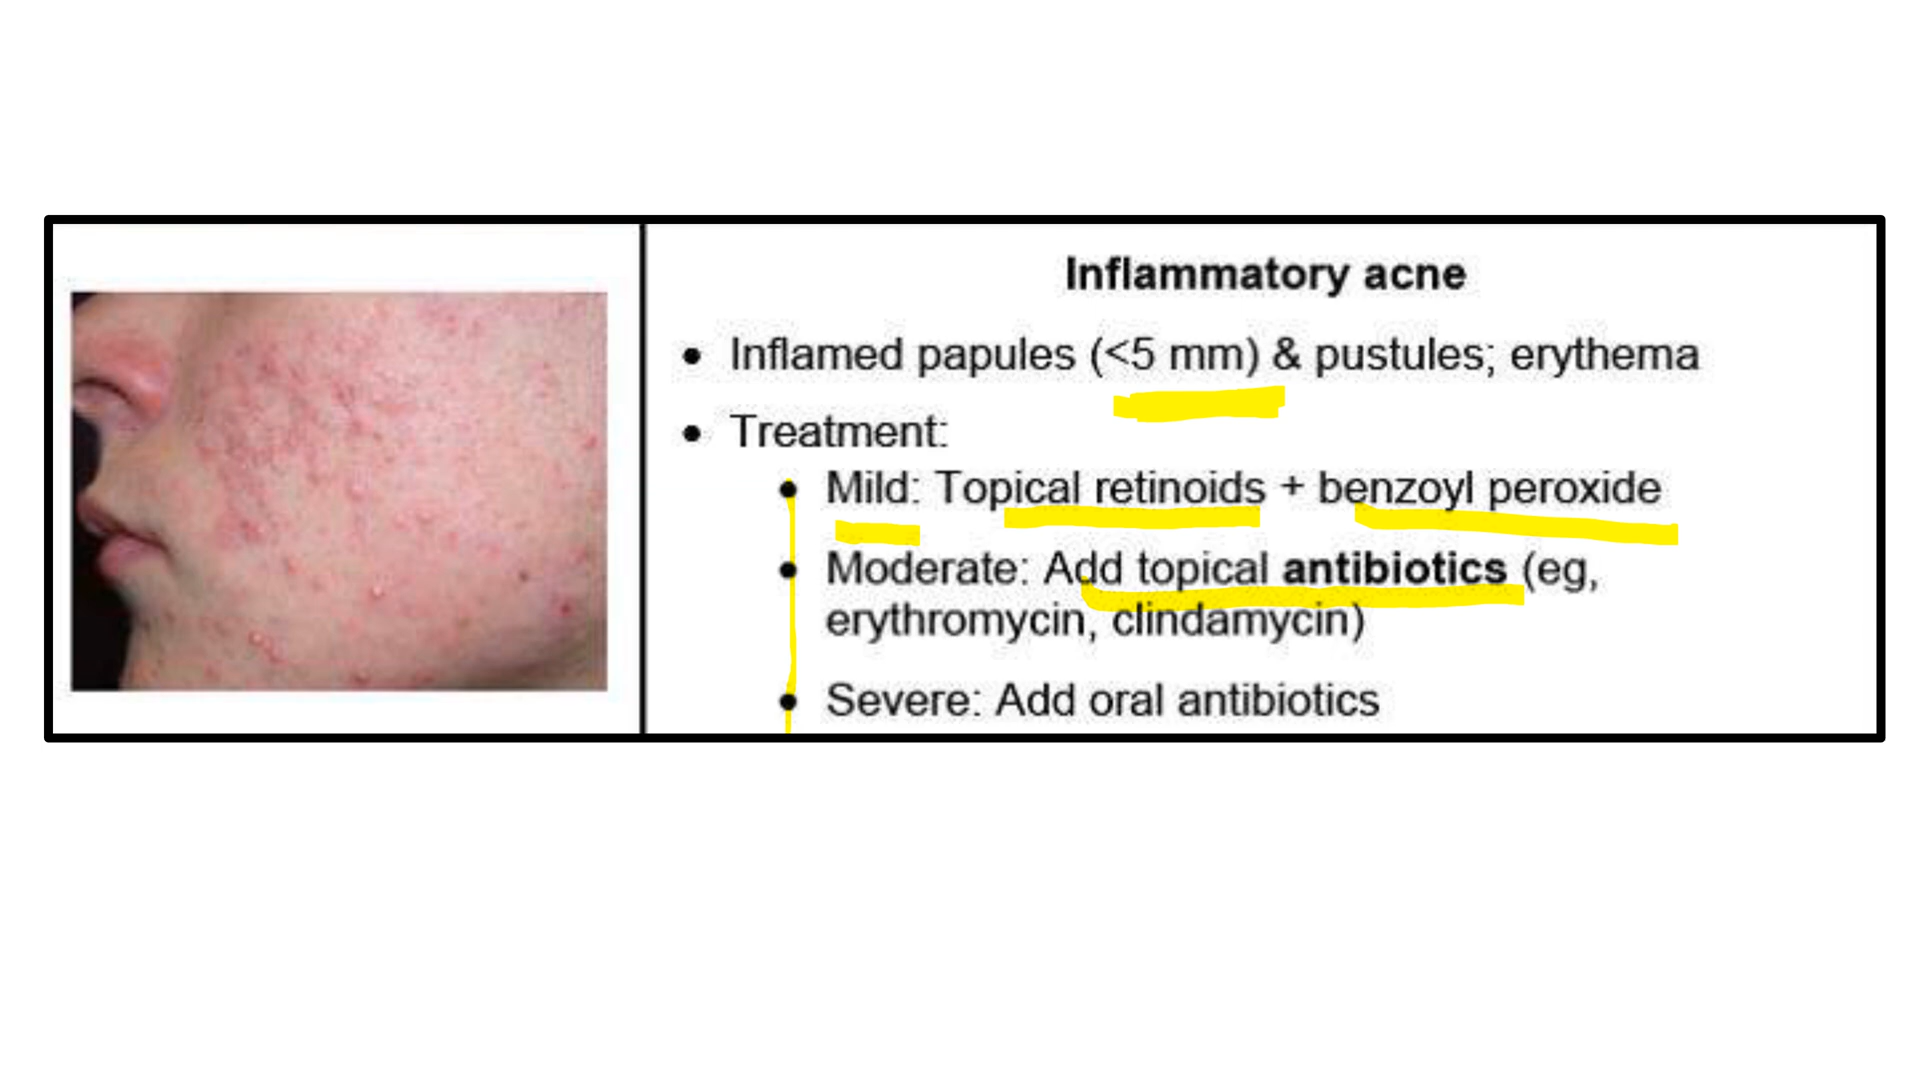 Inflammatory acne
• Inflamed papules (<5 mm) & pustules; erythema
• Treatment:
• Mild: Topical retinoids + benzoyl peroxide
• Moderate: Add topical antibiotics (eg,
erythromycin, clindamycin)
• Severe: Add oral antibiotics